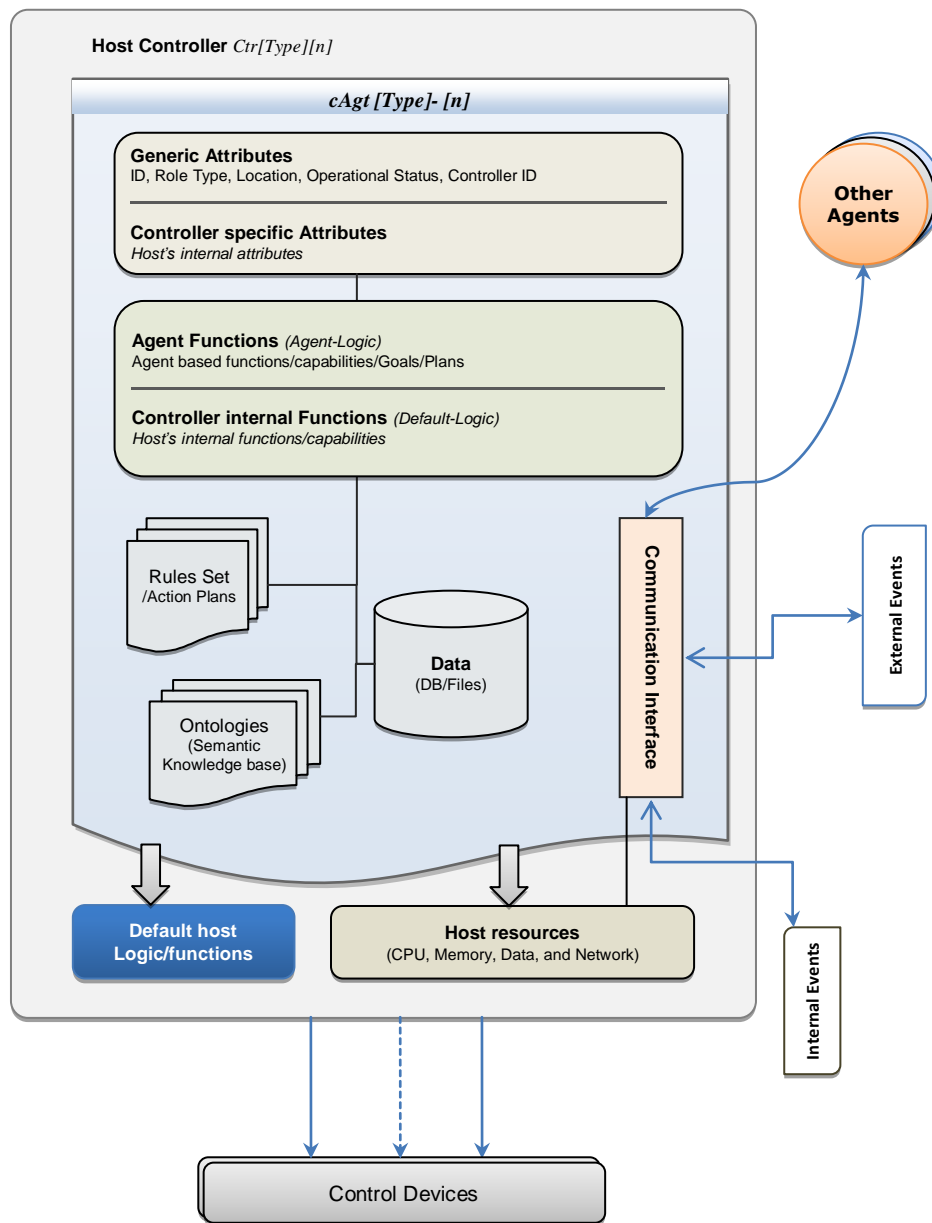 Host Controller Ctr[Type][n]
cAgt [Type]- [n]
Generic Attributes
ID, Role Type, Location, Operational Status, Controller ID
Controller specific Attributes
Host's internal attributes
Agent Functions (Agent-Logic)
Agent based functions/capabilities/Goals/Plans
Controller internal Functions (Default-Logic)
Host's internal functions/capabilities
Rules Set
/Action Plans
Data
(DB/Files)
Ontologies
(Semantic
Knowledge base)
Communication Interface
Other
Agents
External Events
Internal Events
Default host
Logic/functions
Host resources
(CPU, Memory, Data, and Network)
Control Devices